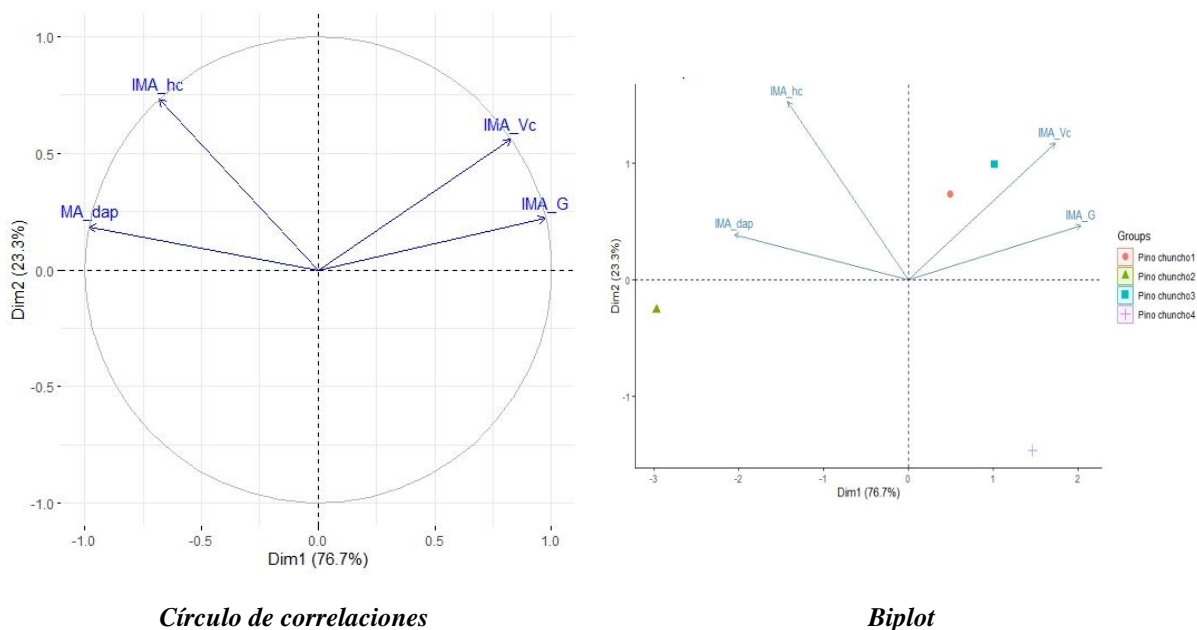 1.0
0.5
0.0
-0.5
-1.0
Dim2 (23.3%)
IMA_hc
IMA_Vc
MA_dap
IMA_G
-1.0
-0.5
0.0
0.5
1.0
Dim1 (76.7%)
Círculo de correlaciones
1
0
-1
Dim2 (23.3%)
IMA_hc
IMA_Vc
IMA_dap
IMA_G
-3
-2
-1
0
1
2
Dim1 (76.7%)
Groups
Pino chuncho1
Pino chuncho2
Pino chuncho3
Pino chuncho4
Biplot